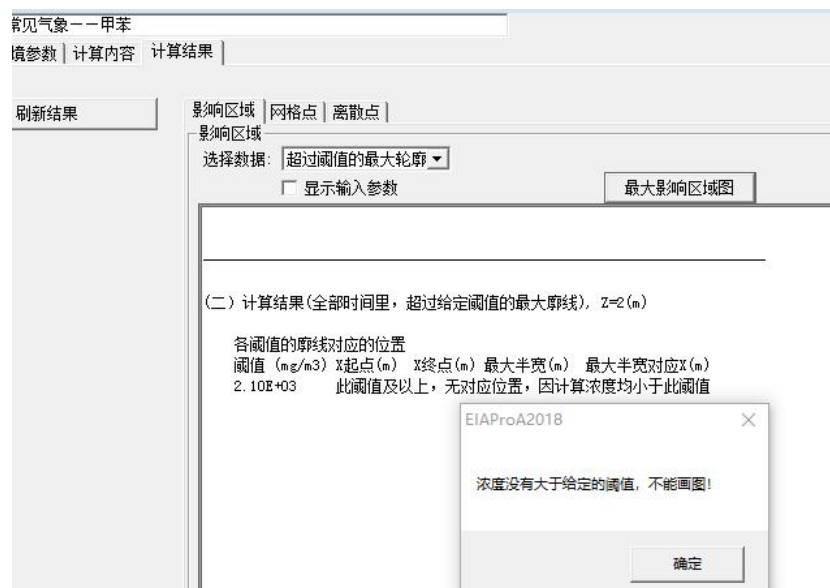 常见气象－－甲苯
境参数 计算内容 计算结果
刷新结果
影响区域 网格点 离散点
影响区域
选择数据: 超过阈值的最大轮廓
显示输入参数
最大影响区域图
(二) 计算结果(全部时间里，超过给定阈值的最大廓线), Z=2(m)
各阈值的廓线对应的位置
阈值 (mg/m3) X起点(m) X终点(m) 最大半宽(m) 最大半宽对应X(m)
2.10E+03 此阈值及以上，无对应位置，因计算浓度均小于此阈值
EIAProA2018
浓度没有大于给定的阈值, 不能画图!
确定